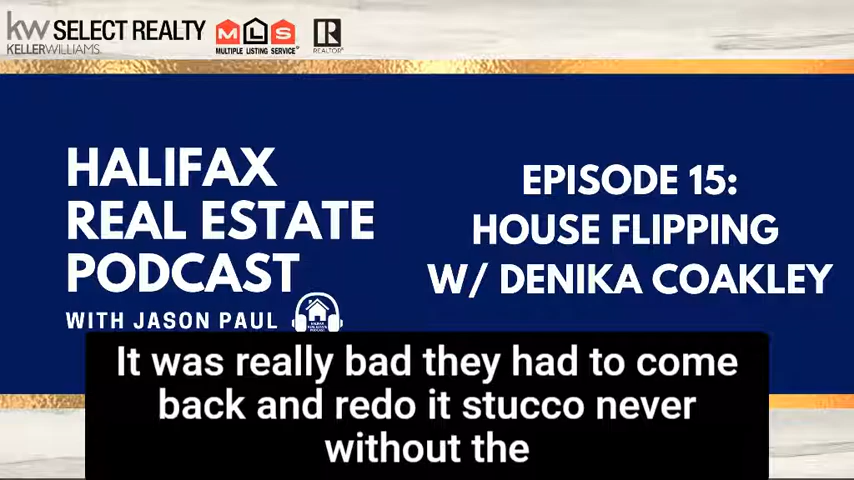 kw SELECT REALTY
KELLERWILLIAMS.
MLS
MULTIPLE LISTING SERVICE®
R
REALTOR®
HALIFAX
REAL ESTATE
PODCAST
WITH JASON PAUL
EPISODE 15:
HOUSE FLIPPING
W/ DENIKA COAKLEY
It was really bad they had to come
back and redo it stucco never
without the